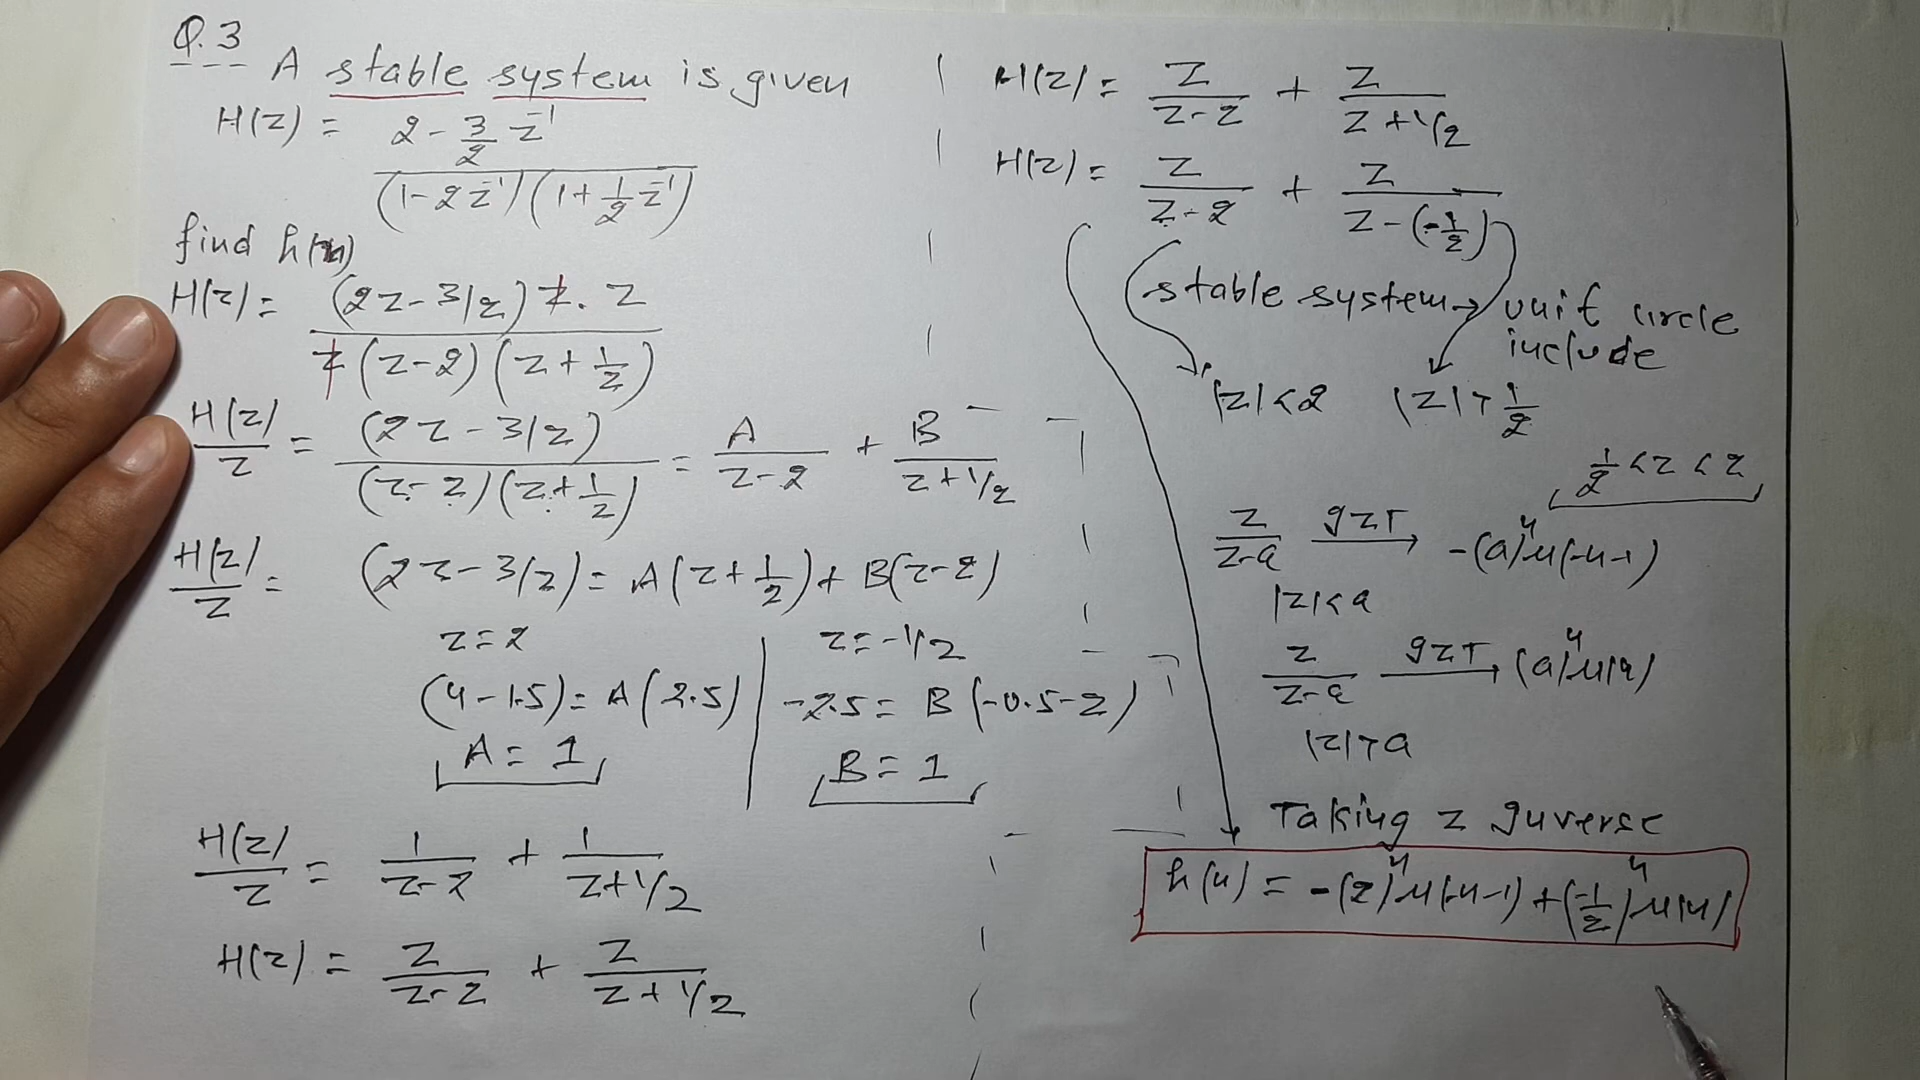 Q.3
A stable system is given
H(z) = (2 - 3/2 z^-1) / ((1-2z^-1)(1+1/2 z^-1))
find h(n)
H(z) = (2z-3/2) z . z / (z (z-2)(z+1/2))
H(z)/z = (2z-3/2) / ((z-2)(z+1/2)) = A/(z-2) + B/(z+1/2)
H(z)/z = (2z-3/2) = A(z+1/2) + B(z-2)
z=2
(4-1.5) = A(2.5)
A = 1
z=-1/2
-2.5 = B(-0.5-2)
B = 1
H(z)/z = 1/(z-2) + 1/(z+1/2)
H(z) = z/(z-2) + z/(z+1/2)
H(z) = z/(z-2) + z/(z+1/2)
H(z) = z/(z-2) + z/(z-(-1/2))
stable system → unit circle
include
|z|<2 |z|>1/2
1/2<z<2
z/(z-a) IZT → -(a)^n u(-n-1)
|z|<a
z/(z-a) IZT → (a)^n u(n)
|z|>a
Taking z Inverse
h(n) = -(2)^n u(-n-1) + (-1/2)^n u(n)